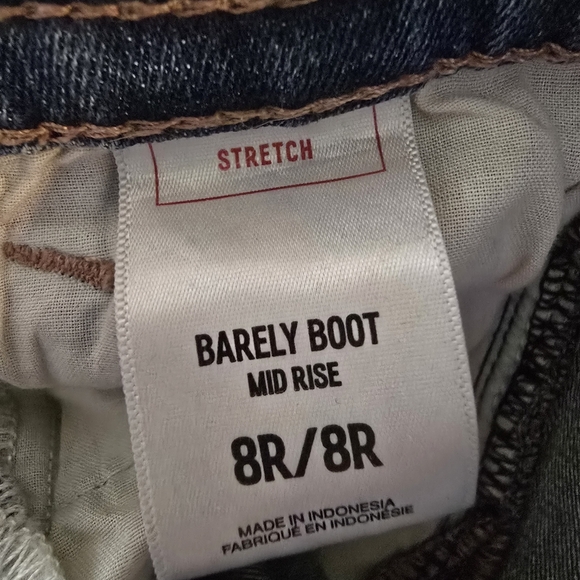 STRETCH
BARELY BOOT
MID RISE
8R/8R
MADE IN INDONESIA
FABRIQUÉ EN INDONÉSIE